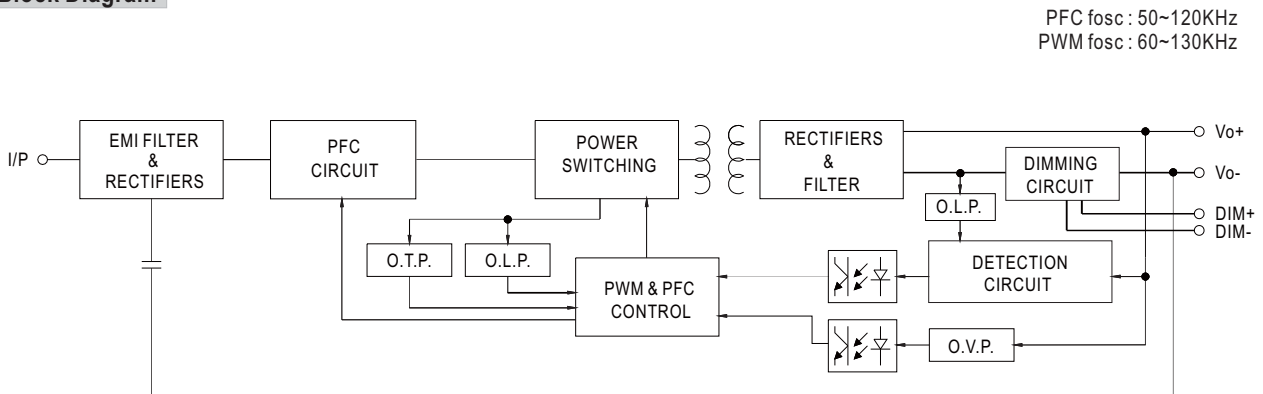 Block Diagram
PFC fosc : 50~120KHz
PWM fosc : 60~130KHz
I/P
EMI FILTER
&
RECTIFIERS
PFC
CIRCUIT
POWER
SWITCHING
RECTIFIERS
&
FILTER
DIMMING
CIRCUIT
Vo+
Vo-
DIM+
DIM-
O.L.P.
O.T.P.
O.L.P.
PWM & PFC
CONTROL
DETECTION
CIRCUIT
O.V.P.